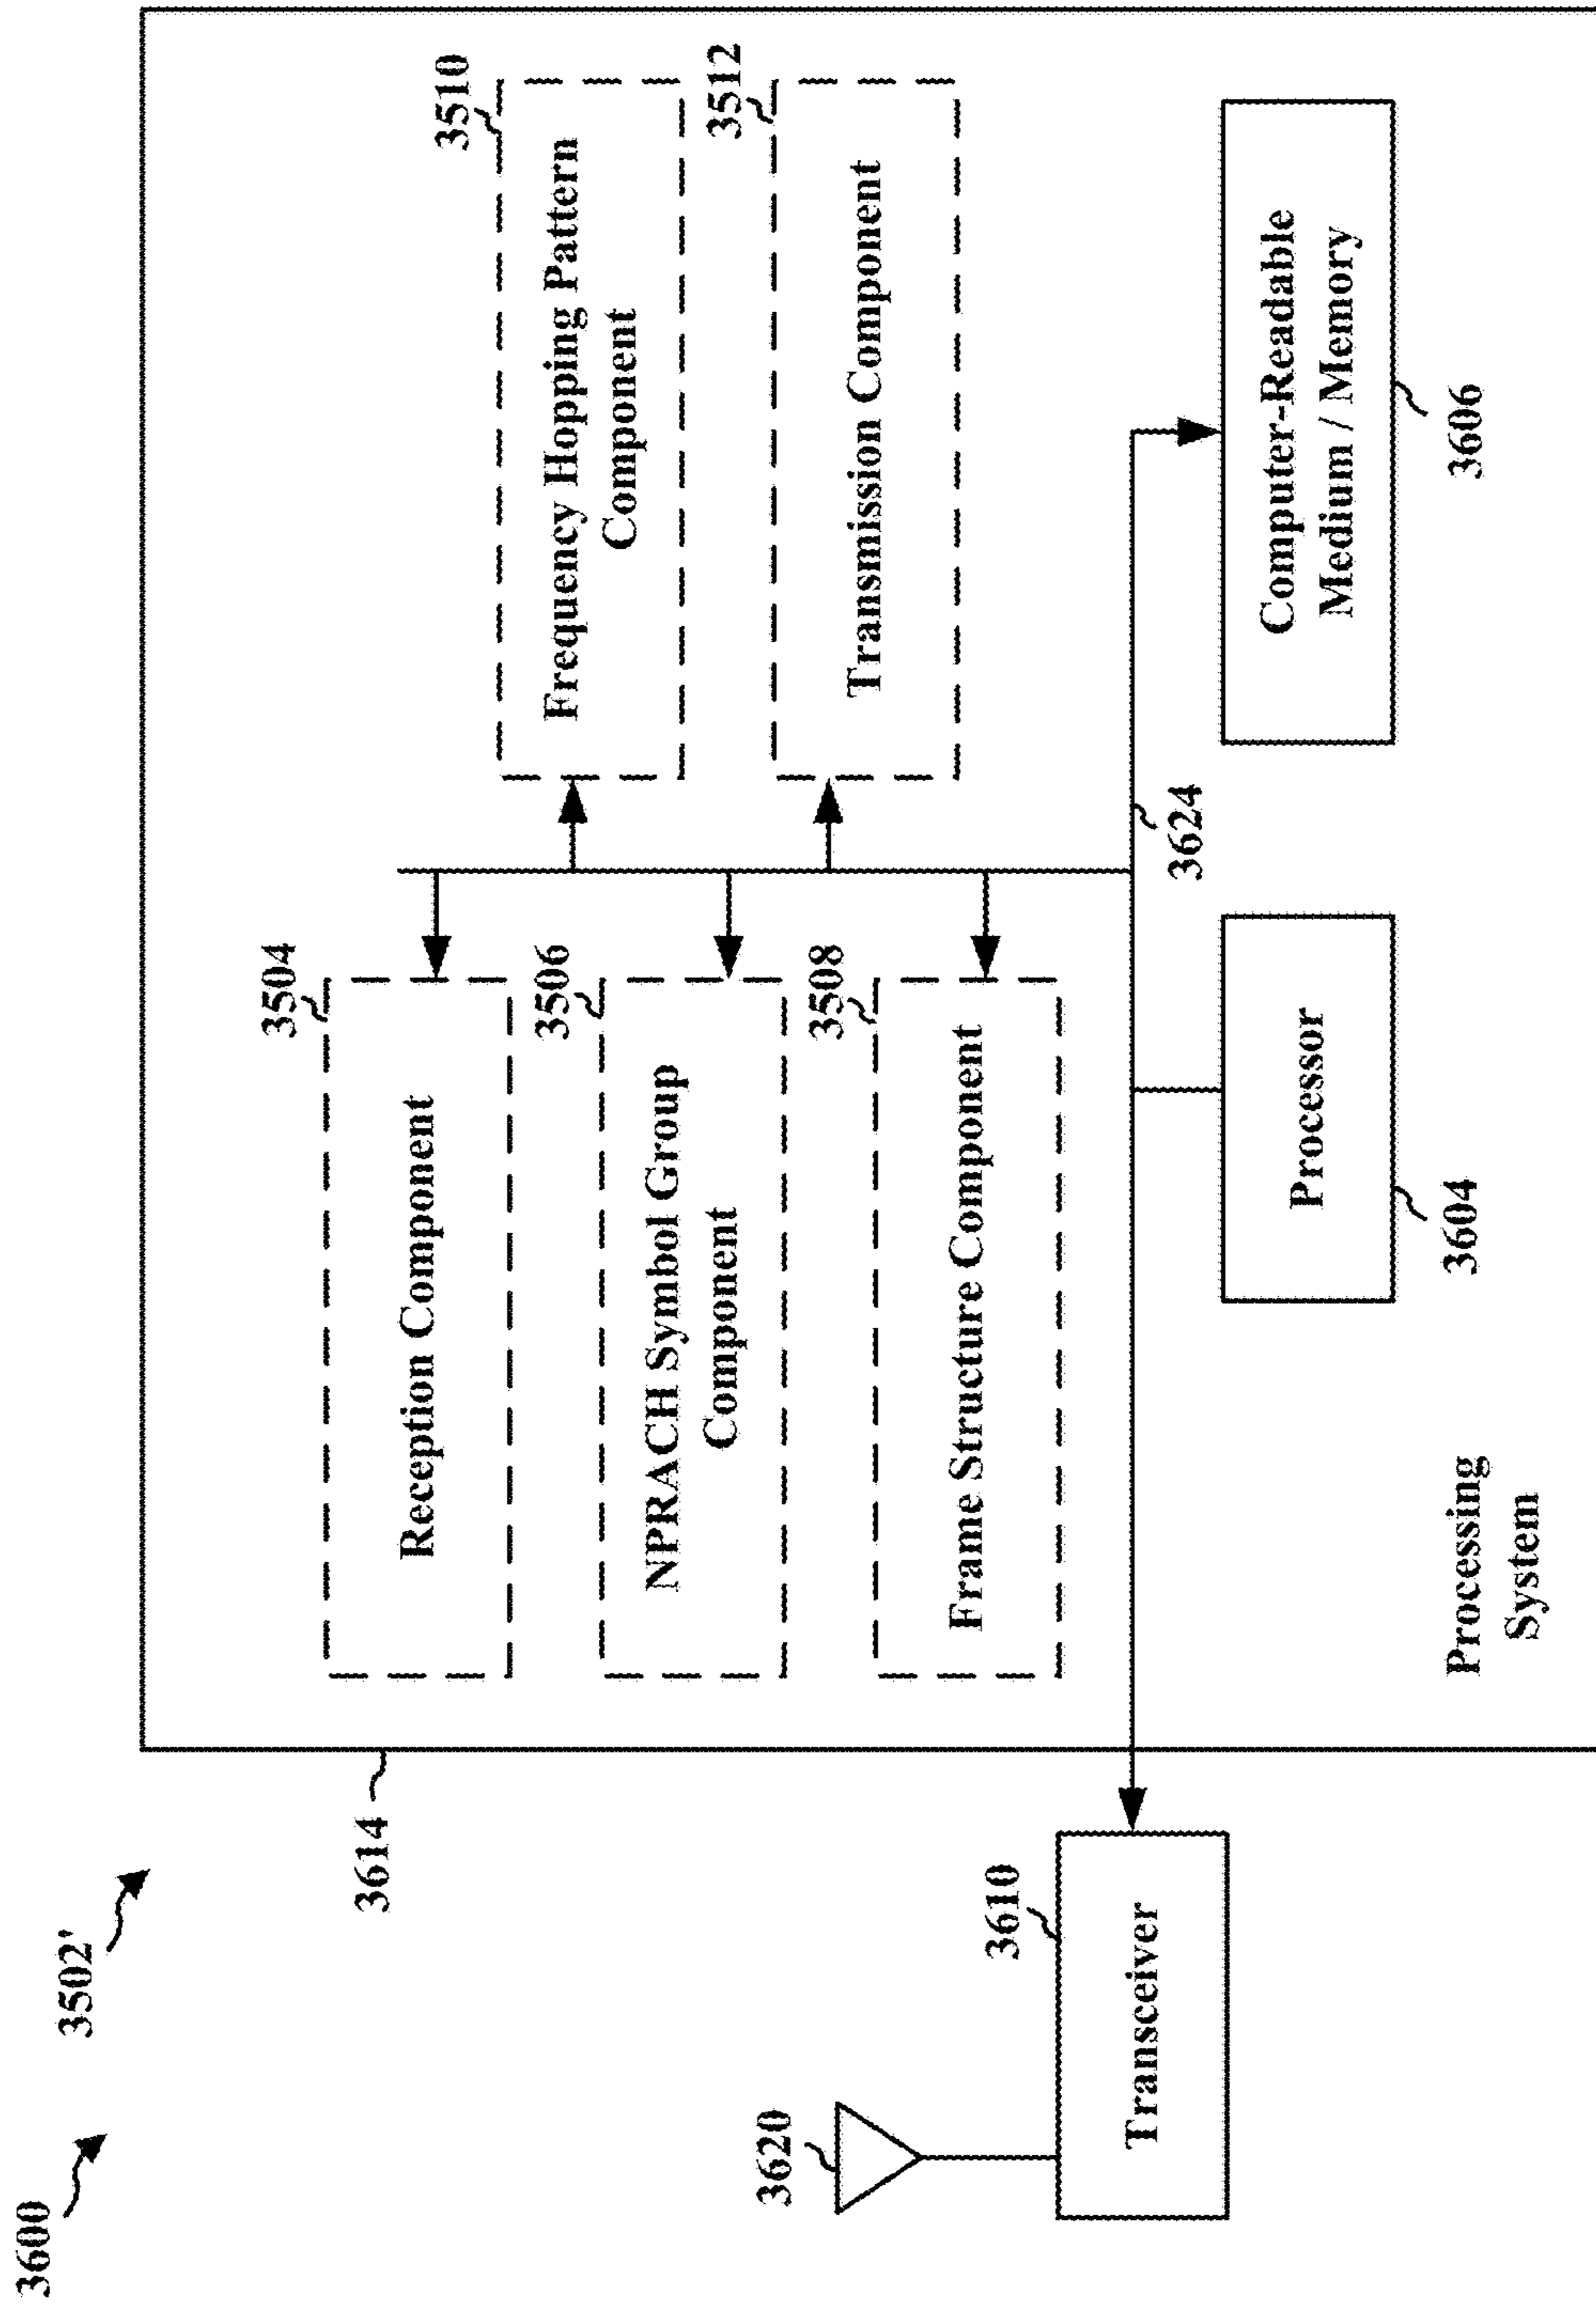 3600
3502'
3614
3504
Reception Component
3506
NPRACH Symbol Group
Component
3508
Frame Structure Component
3510
Frequency Hopping Pattern
Component
3512
Transmission Component
3620
3610
Transceiver
3624
Processor
3604
Computer-Readable
Medium / Memory
3606
Processing
System